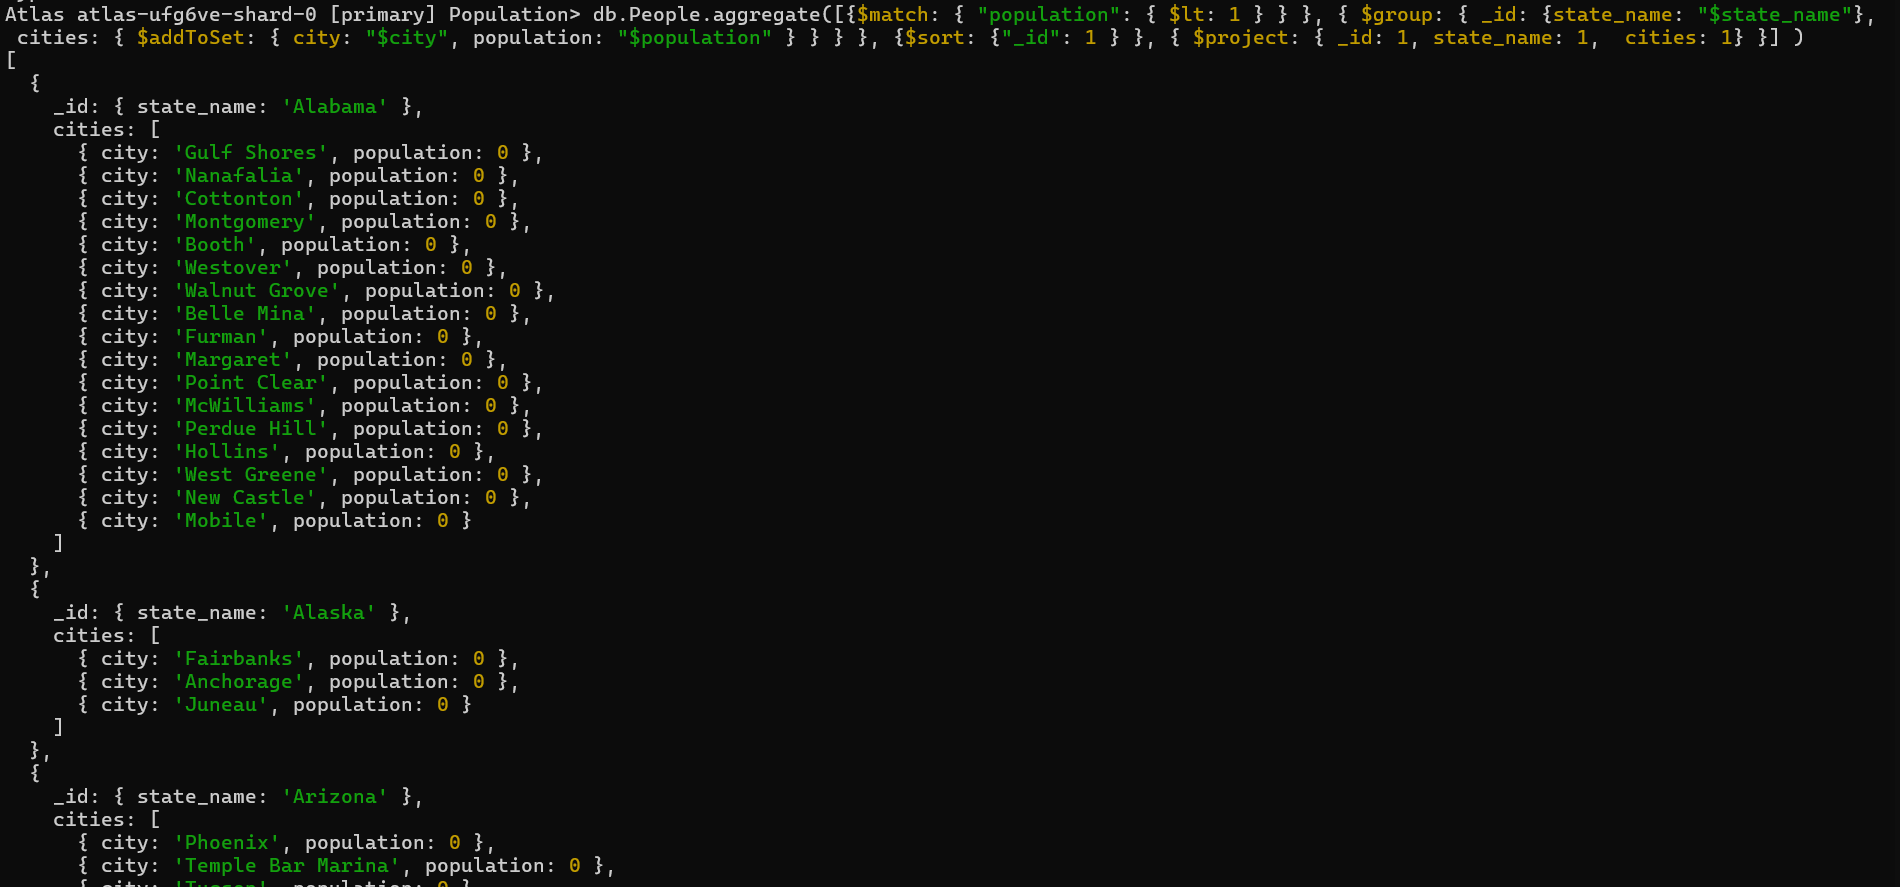 Atlas atlas-ufg6ve-shard-0 [primary] Population> db.People.aggregate([{$match: { "population": { $lt: 1 } } }, { $group: { _id: {state_name: "$state_name"},
cities: { $addToSet: { city: "$city", population: "$population" } } } }, {$sort: {"_id": 1 } }, { $project: { _id: 1, state_name: 1,  cities: 1} }] )
[
  {
    _id: { state_name: 'Alabama' },
    cities: [
      { city: 'Gulf Shores', population: 0 },
      { city: 'Nanafalia', population: 0 },
      { city: 'Cottonton', population: 0 },
      { city: 'Montgomery', population: 0 },
      { city: 'Booth', population: 0 },
      { city: 'Westover', population: 0 },
      { city: 'Walnut Grove', population: 0 },
      { city: 'Belle Mina', population: 0 },
      { city: 'Furman', population: 0 },
      { city: 'Margaret', population: 0 },
      { city: 'Point Clear', population: 0 },
      { city: 'McWilliams', population: 0 },
      { city: 'Perdue Hill', population: 0 },
      { city: 'Hollins', population: 0 },
      { city: 'West Greene', population: 0 },
      { city: 'New Castle', population: 0 },
      { city: 'Mobile', population: 0 }
    ]
  },
  {
    _id: { state_name: 'Alaska' },
    cities: [
      { city: 'Fairbanks', population: 0 },
      { city: 'Anchorage', population: 0 },
      { city: 'Juneau', population: 0 }
    ]
  },
  {
    _id: { state_name: 'Arizona' },
    cities: [
      { city: 'Phoenix', population: 0 },
      { city: 'Temple Bar Marina', population: 0 },
      { city: 'Tucson', population: 0 }